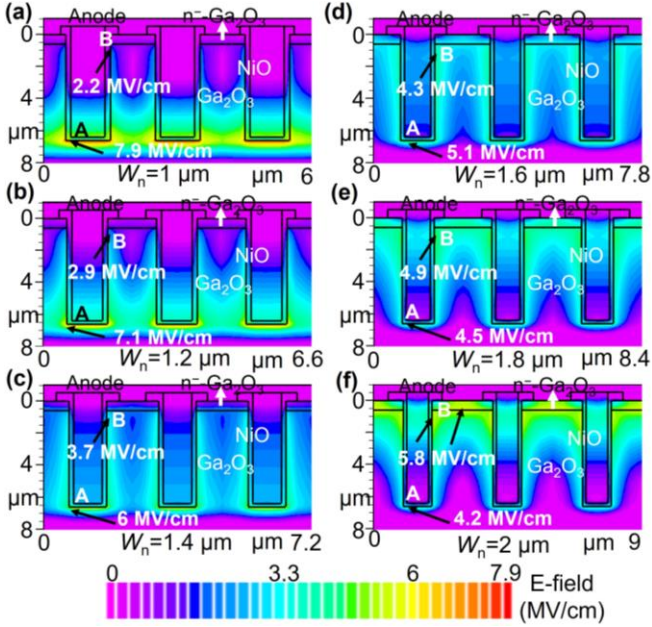 (a) Anode n⁻-Ga₂O₃
0
B
NiO
2.2 MV/cm
4
Ga₂O₃
µm
A
7.9 MV/cm
8
0 Wₙ=1 µm µm 6
(b) Anode n⁻-Ga₂O₃
0
B
NiO
2.9 MV/cm
4
Ga₂O₃
µm
A
7.1 MV/cm
8
0 Wₙ=1.2 µm µm 6.6
(c) Anode n⁻-Ga₂O₃
0
B
NiO
3.7 MV/cm
4
Ga₂O₃
µm
A
6 MV/cm
8
0 Wₙ=1.4 µm µm 7.2
(d) Anode n⁻-Ga₂O₃
0
B
NiO
4.3 MV/cm
4
Ga₂O₃
µm
A
5.1 MV/cm
8
0 Wₙ=1.6 µm µm 7.8
(e) Anode n⁻-Ga₂O₃
0
B
NiO
4.9 MV/cm
4
Ga₂O₃
µm
A
4.5 MV/cm
8
0 Wₙ=1.8 µm µm 8.4
(f) Anode n⁻-Ga₂O₃
0
B
NiO
5.8 MV/cm
4
Ga₂O₃
µm
A
4.2 MV/cm
8
0 Wₙ=2 µm µm 9
0 3.3 6 7.9 E-field
(MV/cm)